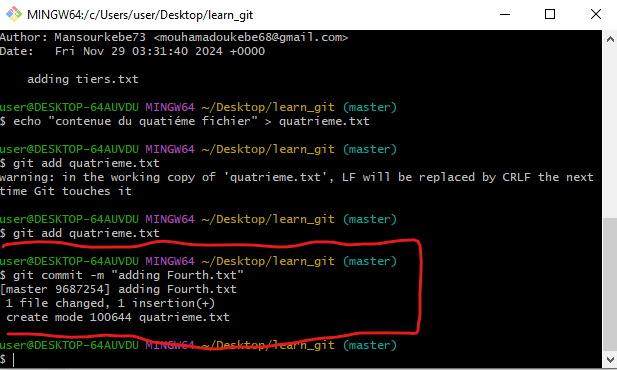 MINGW64:/c/Users/user/Desktop/learn_git
Author: Mansourkebe73 <mouhamadoukebe68@gmail.com>
Date:   Fri Nov 29 03:31:40 2024 +0000
    adding tiers.txt
user@DESKTOP-64AUVDU MINGW64 ~/Desktop/learn_git (master)
$ echo "contenue du quatiéme fichier" > quatrieme.txt
user@DESKTOP-64AUVDU MINGW64 ~/Desktop/learn_git (master)
$ git add quatrieme.txt
warning: in the working copy of 'quatrieme.txt', LF will be replaced by CRLF the next
time Git touches it
user@DESKTOP-64AUVDU MINGW64 ~/Desktop/learn_git (master)
$ git add quatrieme.txt
user@DESKTOP-64AUVDU MINGW64 ~/Desktop/learn_git (master)
$ git commit -m "adding Fourth.txt"
[master 9687254] adding Fourth.txt
 1 file changed, 1 insertion(+)
 create mode 100644 quatrieme.txt
user@DESKTOP-64AUVDU MINGW64 ~/Desktop/learn_git (master)
$